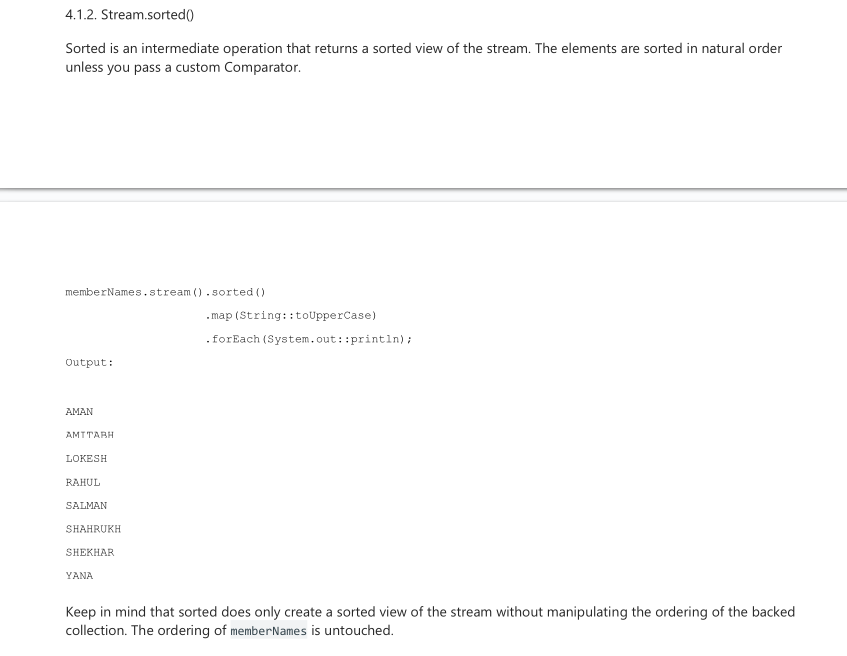 4.1.2. Stream.sorted()
Sorted is an intermediate operation that returns a sorted view of the stream. The elements are sorted in natural order
unless you pass a custom Comparator.
memberNames.stream().sorted()
.map(String::toUpperCase)
.forEach(System.out::println);
Output:
AMAN
AMITABH
LOKESH
RAHUL
SALMAN
SHAHRUKH
SHEKHAR
YANA
Keep in mind that sorted does only create a sorted view of the stream without manipulating the ordering of the backed
collection. The ordering of memberNames is untouched.